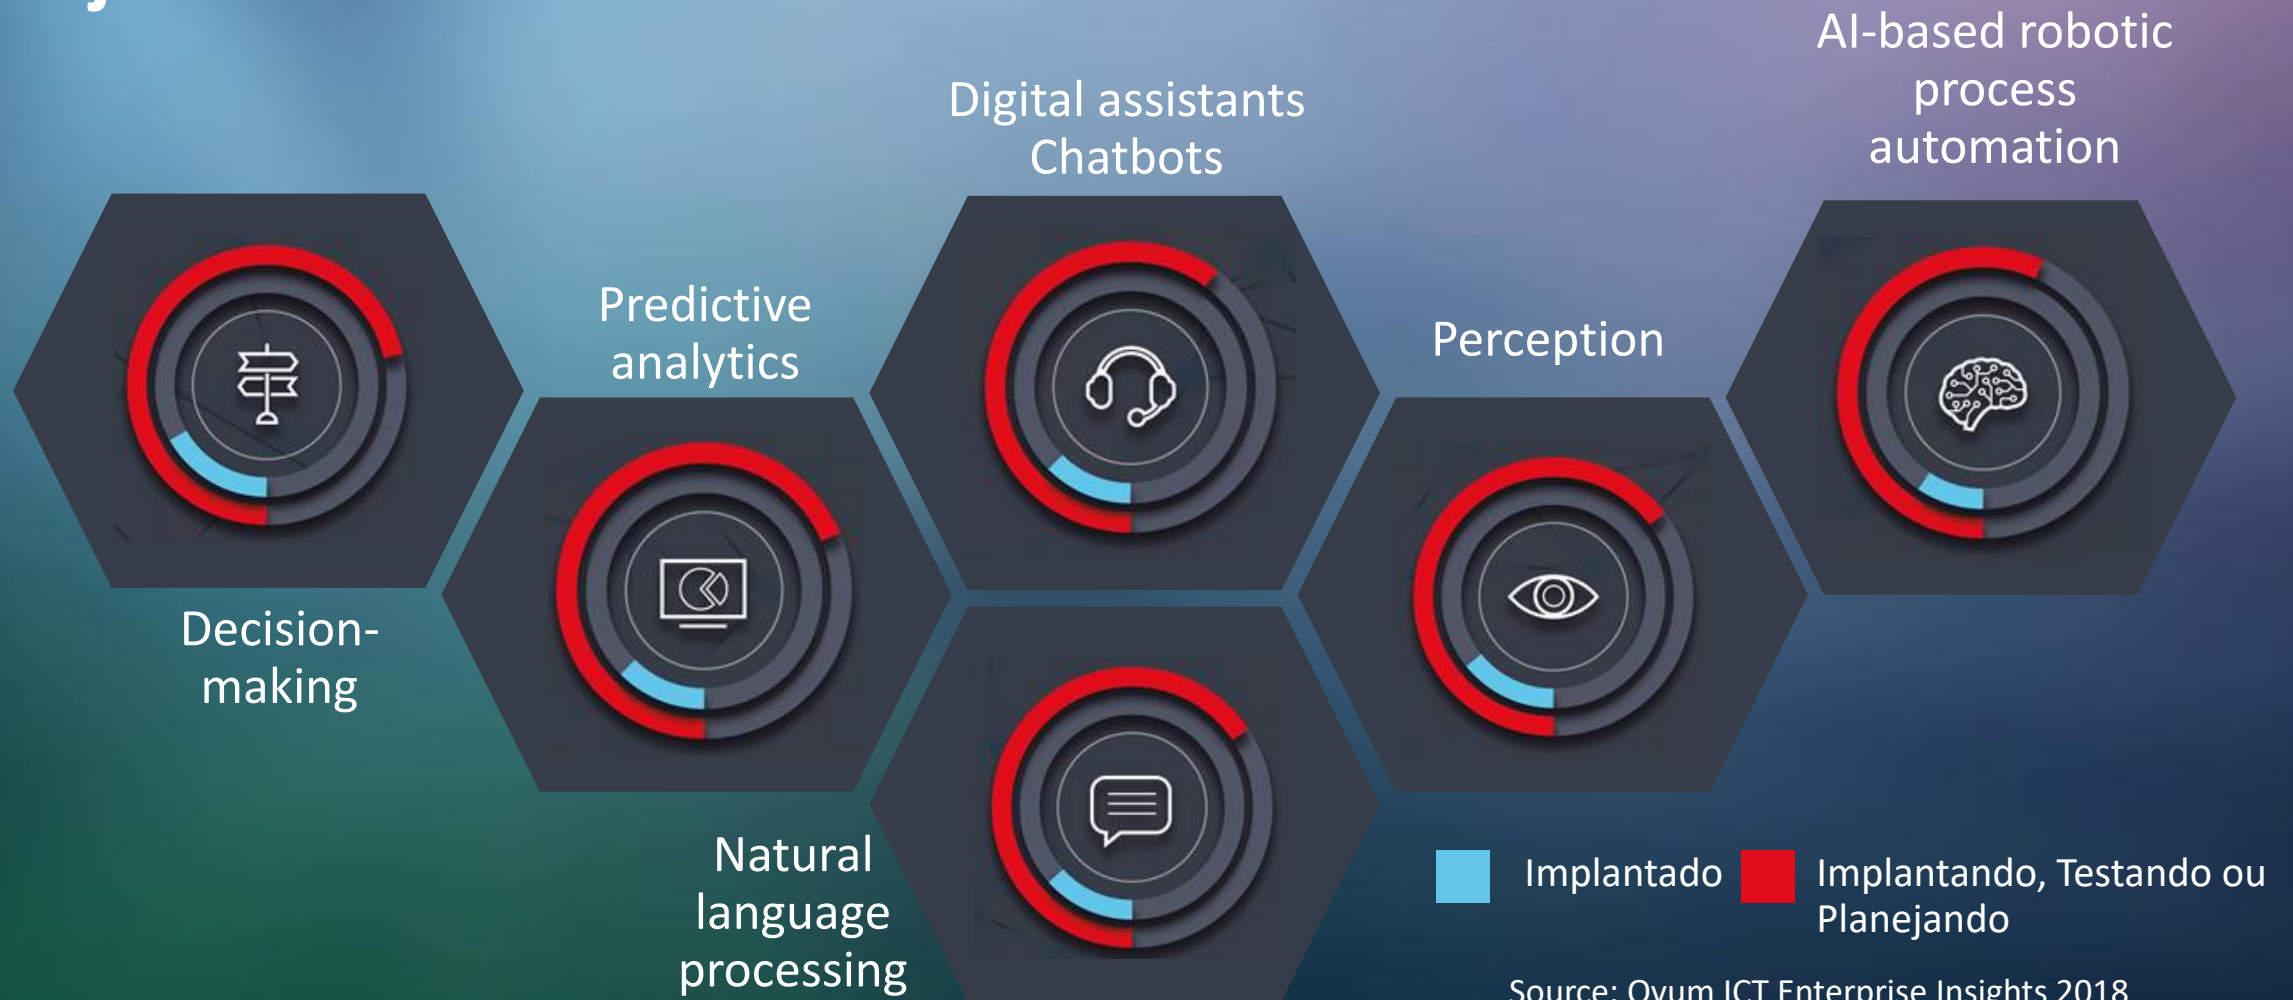 AI-based robotic
process
automation
Digital assistants
Chatbots
Predictive
analytics
Perception
Decision-
making
Natural
language
processing
Implantado
Implantando, Testando ou
Planejando
Source: Ovum ICT Enterprise Insights 2018